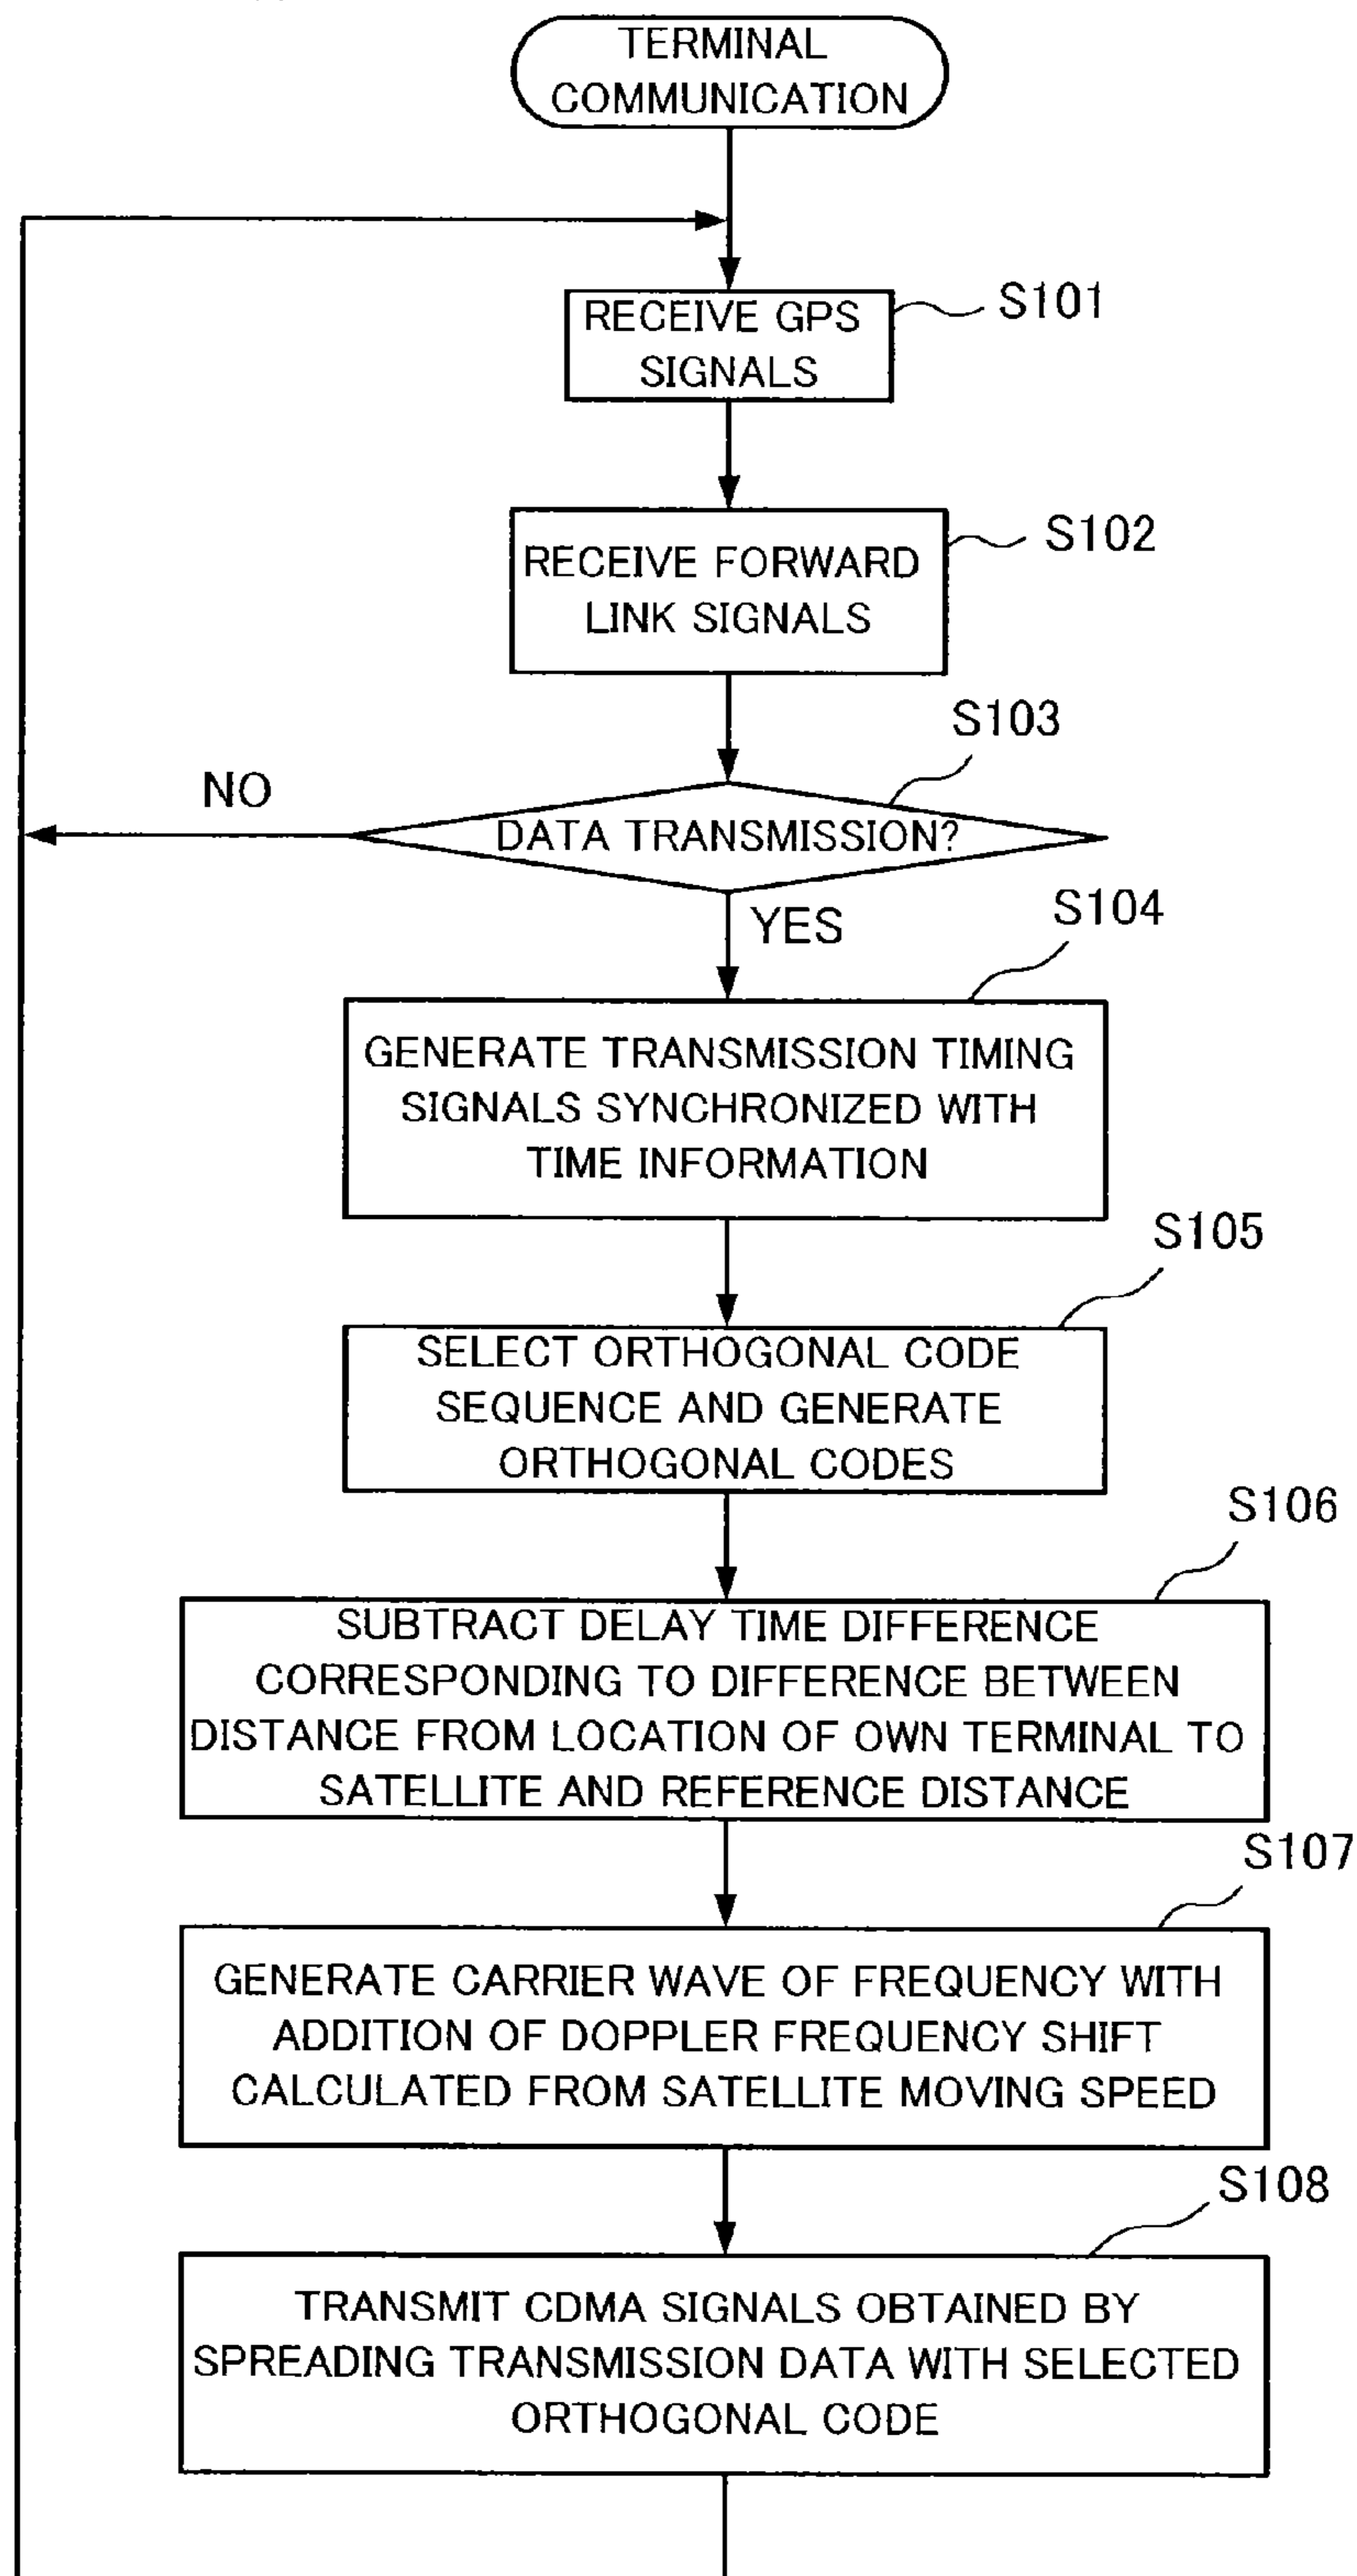 TERMINAL
COMMUNICATION
RECEIVE GPS
SIGNALS
S101
RECEIVE FORWARD
LINK SIGNALS
S102
S103
NO
DATA TRANSMISSION?
YES
S104
GENERATE TRANSMISSION TIMING
SIGNALS SYNCHRONIZED WITH
TIME INFORMATION
S105
SELECT ORTHOGONAL CODE
SEQUENCE AND GENERATE
ORTHOGONAL CODES
S106
SUBTRACT DELAY TIME DIFFERENCE
CORRESPONDING TO DIFFERENCE BETWEEN
DISTANCE FROM LOCATION OF OWN TERMINAL TO
SATELLITE AND REFERENCE DISTANCE
S107
GENERATE CARRIER WAVE OF FREQUENCY WITH
ADDITION OF DOPPLER FREQUENCY SHIFT
CALCULATED FROM SATELLITE MOVING SPEED
S108
TRANSMIT CDMA SIGNALS OBTAINED BY
SPREADING TRANSMISSION DATA WITH SELECTED
ORTHOGONAL CODE